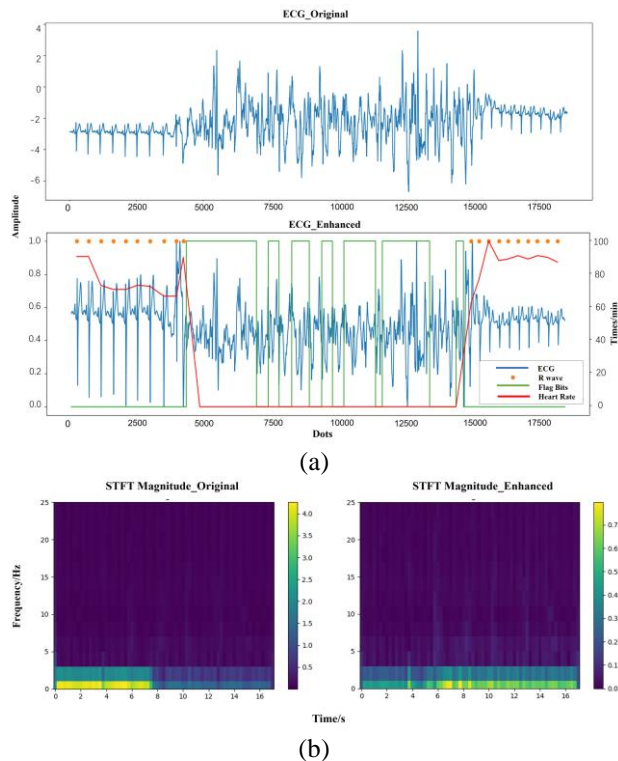 ECG_Original
4
2
0
-2
-4
-6
0 2500 5000 7500 10000 12500 15000 17500
Amplitude
ECG_Enhanced
1.0 100
0.8 80
0.6 60
0.4 40
0.2 20
0.0 0
Times/min
ECG
R wave
Flag Bits
Heart Rate
0 2500 5000 7500 10000 12500 15000 17500
Dots
(a)
STFT Magnitude_Original STFT Magnitude_Enhanced
Frequency/Hz
25 4.0 25 0.7
20 3.5 20 0.6
15 3.0 15 0.5
10 2.5 10 0.4
5 2.0 5 0.3
0 1.5 0 0.2
1.0 0.1
0.5 0.0
0 2 4 6 8 10 12 14 16 0 2 4 6 8 10 12 14 16
Time/s
(b)